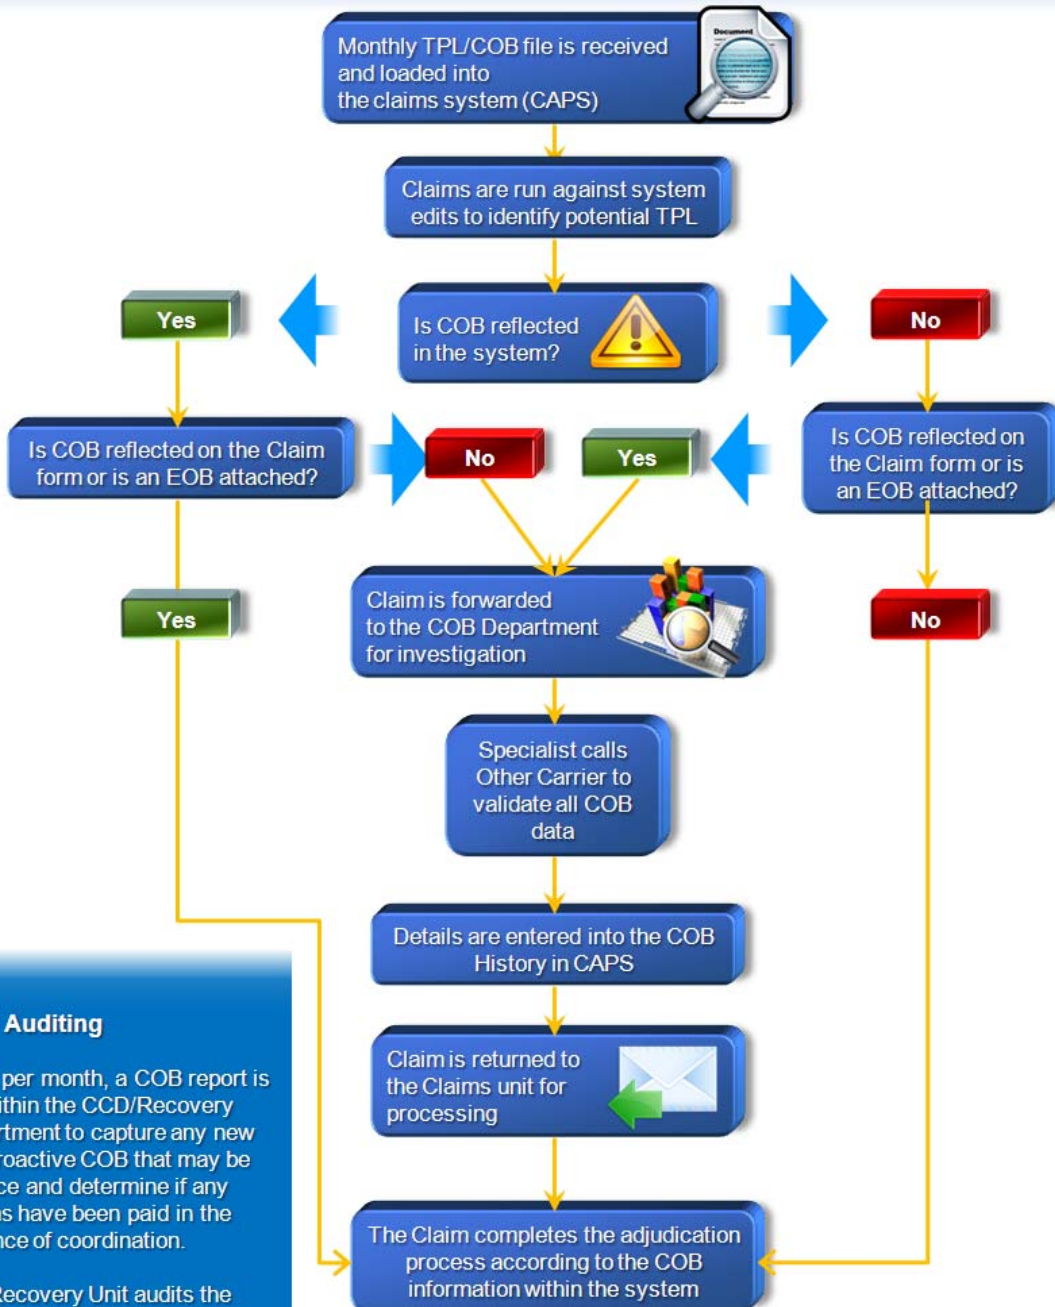 Monthly TPL/COB file is received
and loaded into
the claims system (CAPS)
Document
Claims are run against system
edits to identify potential TPL
Yes
Is COB reflected
in the system?
No
Is COB reflected on the Claim
form or is an EOB attached?
No
Yes
Is COB reflected on
the Claim form or is
an EOB attached?
Yes
Claim is forwarded
to the COB Department
for investigation
No
Specialist calls
Other Carrier to
validate all COB
data
Details are entered into the COB
History in CAPS
Auditing
per month, a COB report is
within the CCD/Recovery
rtment to capture any new
roactive COB that may be
ce and determine if any
s have been paid in the
nce of coordination.
Recovery Unit audits the
Claim is returned to
the Claims unit for
processing
The Claim completes the adjudication
process according to the COB
information within the system